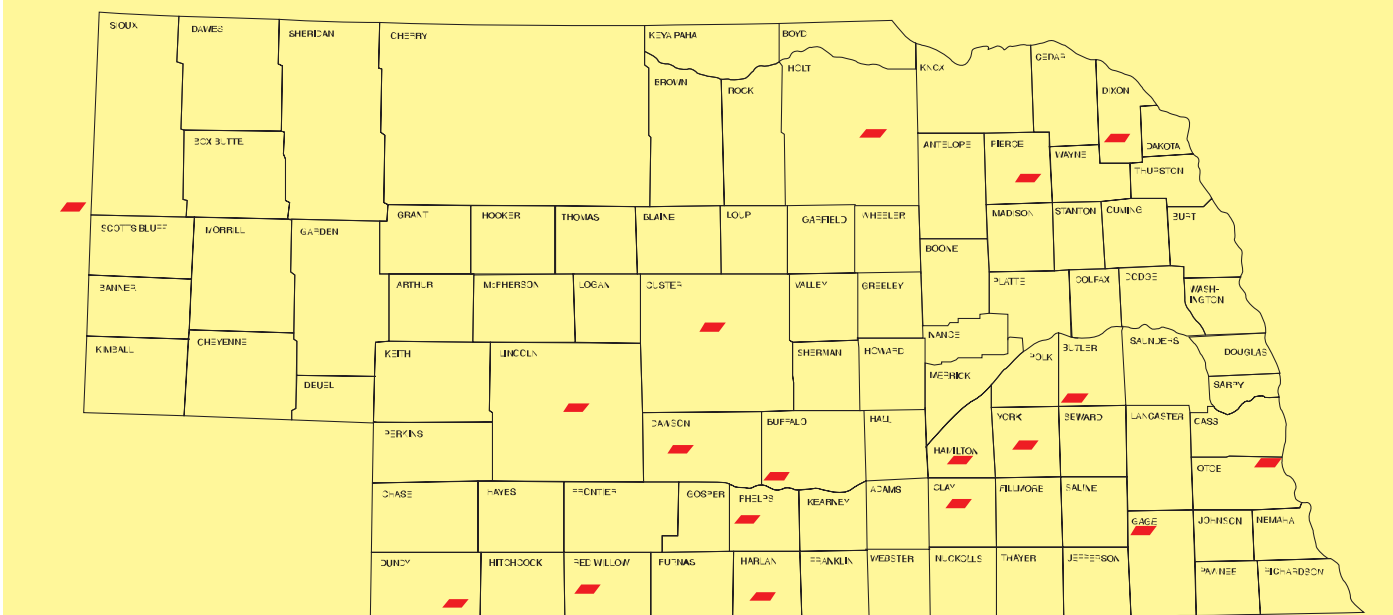 SIOUX
DAWES
SHERIDAN
CHERRY
KEYA PAHA
BOYD
HOLT
KNOX
CEDAR
DIXON
BROWN
ROCK
BOX BUTTE
ANTELOPE
PIERCE
WAYNE
DAKOTA
THURSTON
SCOTTS BLUFF
MORRILL
GARDEN
GRANT
HOOKER
THOMAS
BLAINE
LOUP
GARFIELD
WHEELER
BOONE
MADISON
STANTON
CUMING
BURT
BANNER
ARTHUR
McPHERSON
LOGAN
CUSTER
VALLEY
GREELEY
PLATTE
COLFAX
DODGE
WASH-
INGTON
KIMBALL
CHEYENNE
DEUEL
KEITH
LINCOLN
SHERMAN
HOWARD
NANCE
MERRICK
POLK
BUTLER
SAUNDERS
DOUGLAS
SARPY
PERKINS
DAWSON
BUFFALO
HALL
HAMILTON
YORK
SEWARD
LANCASTER
CASS
OTOE
CHASE
HAYES
FRONTIER
GOSPER
PHELPS
KEARNEY
ADAMS
CLAY
FILLMORE
SALINE
GAGE
JOHNSON
NEMAHA
DUNDY
HITCHCOCK
RED WILLOW
FURNAS
HARLAN
FRANKLIN
WEBSTER
NUCKOLLS
THAYER
JEFFERSON
PAWNEE
RICHARDSON